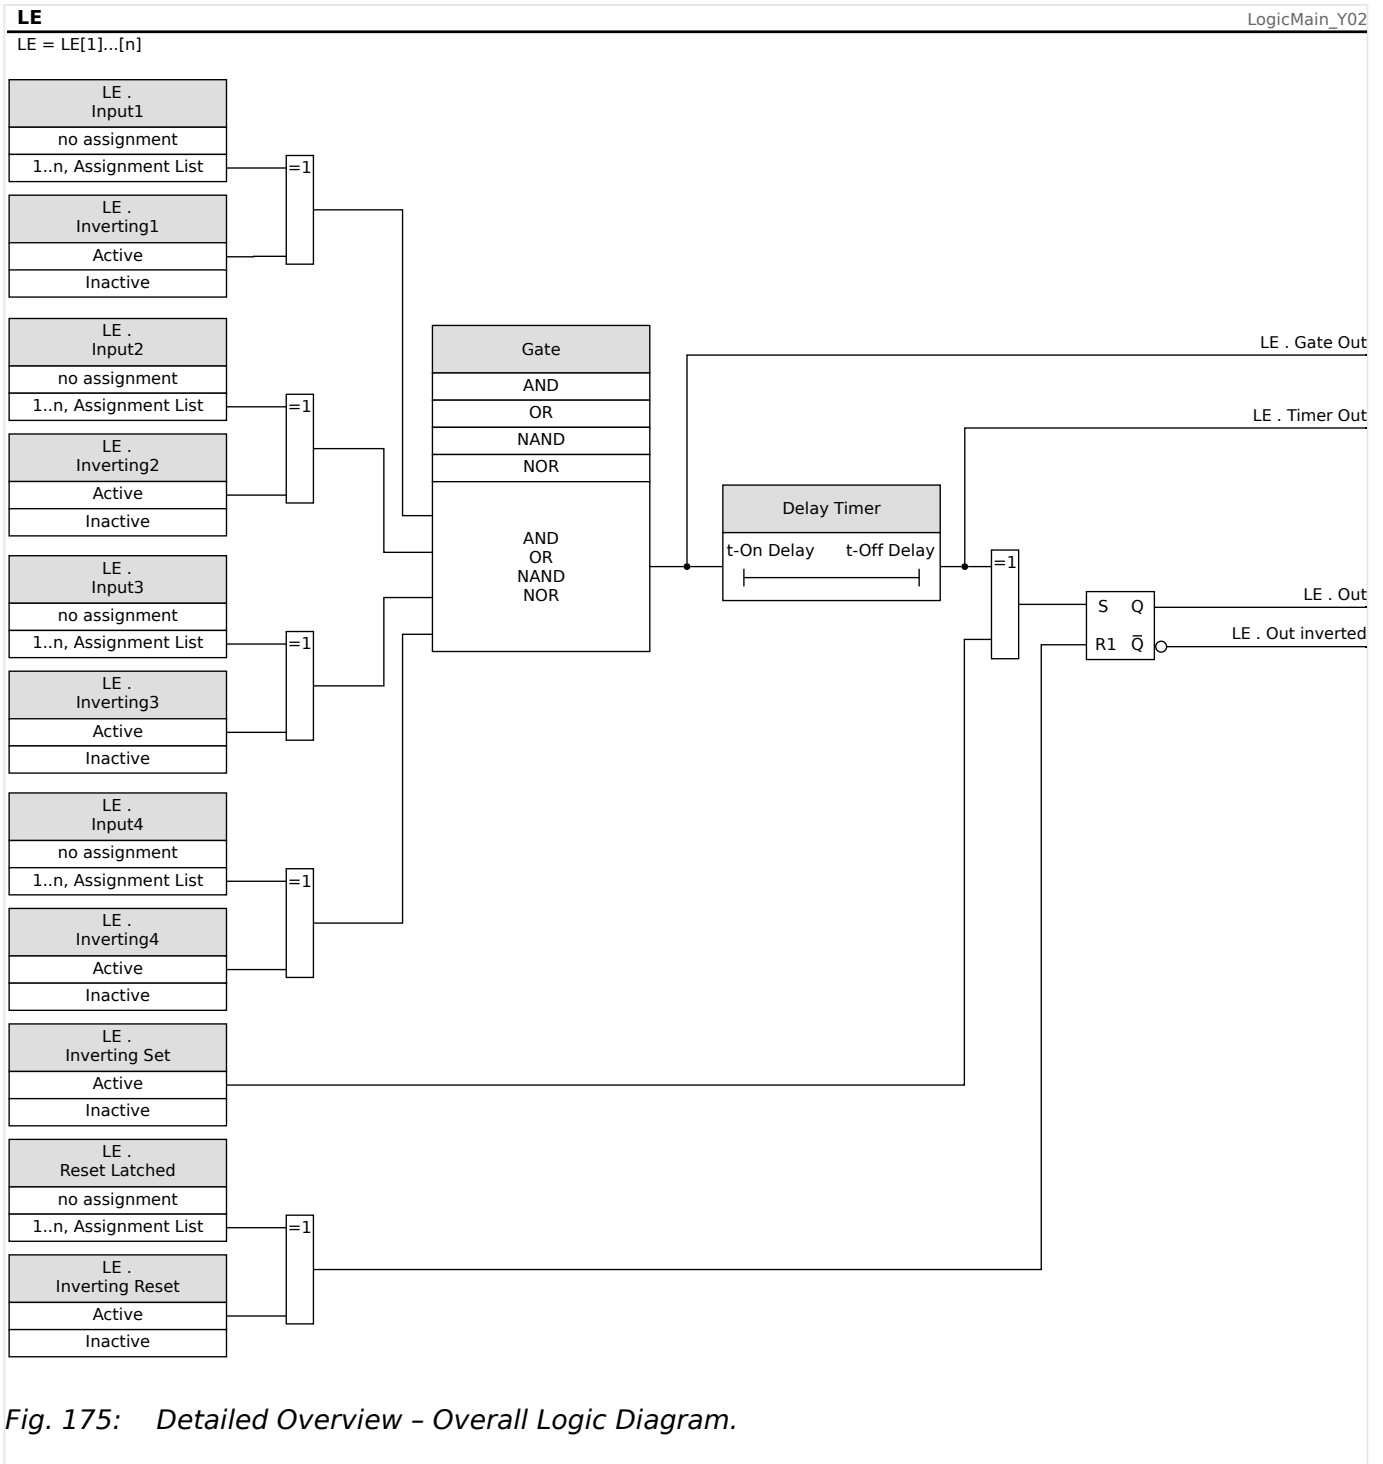 LE
LogicMain_Y02
LE = LE[1]...[n]
LE .
Input1
no assignment
1..n, Assignment List
=1
LE .
Inverting1
Active
Inactive
LE .
Input2
no assignment
1..n, Assignment List
=1
LE .
Inverting2
Active
Inactive
LE .
Input3
no assignment
1..n, Assignment List
=1
LE .
Inverting3
Active
Inactive
LE .
Input4
no assignment
1..n, Assignment List
=1
LE .
Inverting4
Active
Inactive
LE .
Inverting Set
Active
Inactive
LE .
Reset Latched
no assignment
1..n, Assignment List
=1
LE .
Inverting Reset
Active
Inactive
Gate
AND
OR
NAND
NOR
AND
OR
NAND
NOR
Delay Timer
t-On Delay t-Off Delay
=1
S Q
R1 Q̅
LE . Gate Out
LE . Timer Out
LE . Out
LE . Out inverted
Fig. 175: Detailed Overview – Overall Logic Diagram.